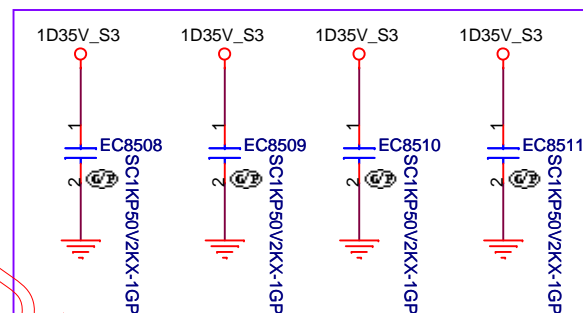 1D35V_S3 1D35V_S3 1D35V_S3 1D35V_S3
1 1 1 1
EC8508 EC8509 EC8510 EC8511
SC1KP50V2KX-1GP SC1KP50V2KX-1GP SC1KP50V2KX-1GP SC1KP50V2KX-1GP
2 G/P 2 G/P 2 G/P 2 G/P